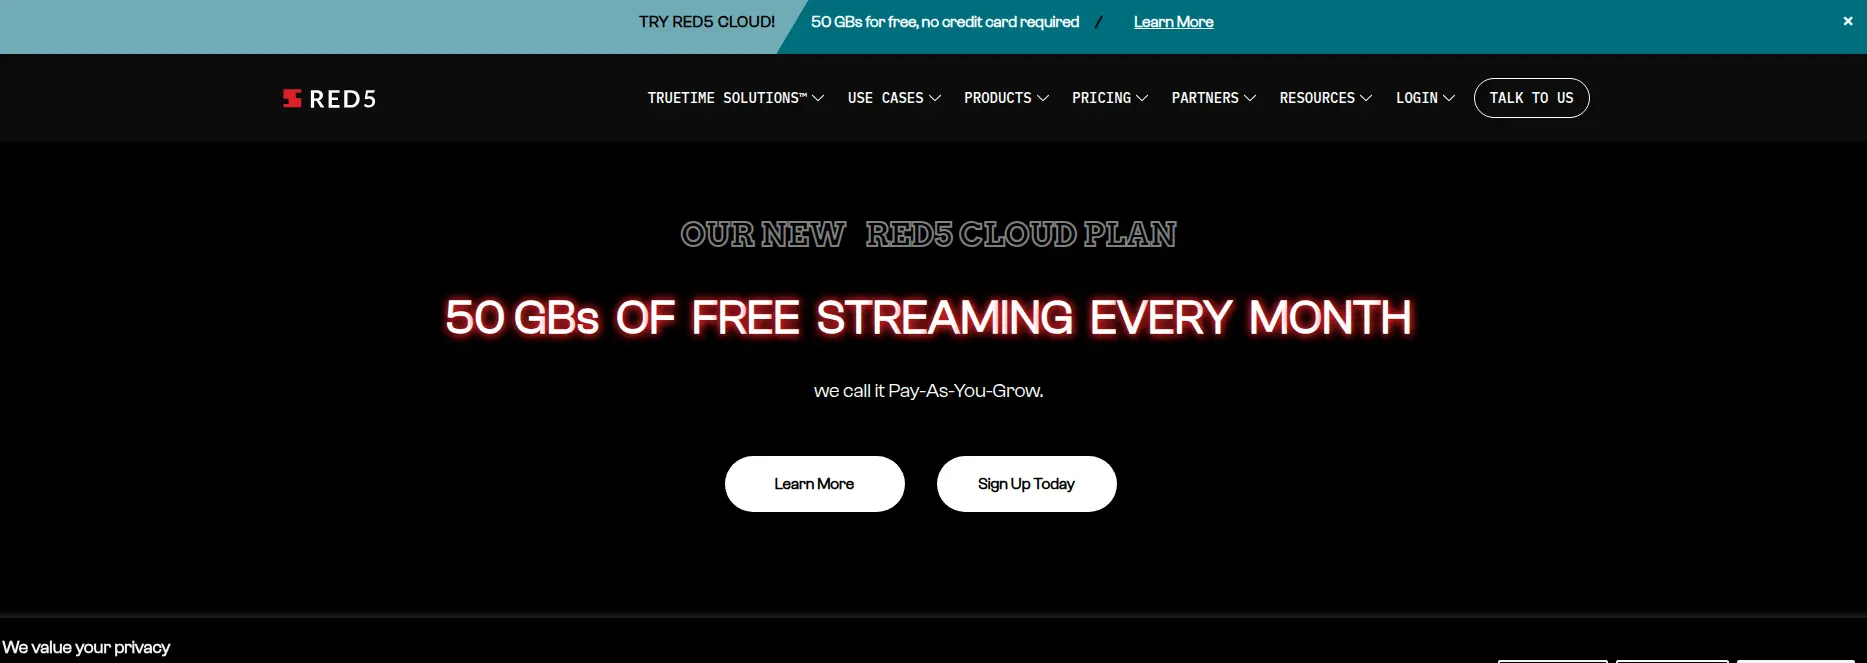 TRY RED5 CLOUD! 50 GBs for free, no credit card required / Learn More ×
RED5 TRUETIME SOLUTIONS™ USE CASES PRODUCTS PRICING PARTNERS RESOURCES LOGIN TALK TO US
OUR NEW RED5 CLOUD PLAN
50 GBs OF FREE STREAMING EVERY MONTH
we call it Pay-As-You-Grow.
Learn More Sign Up Today
We value your privacy